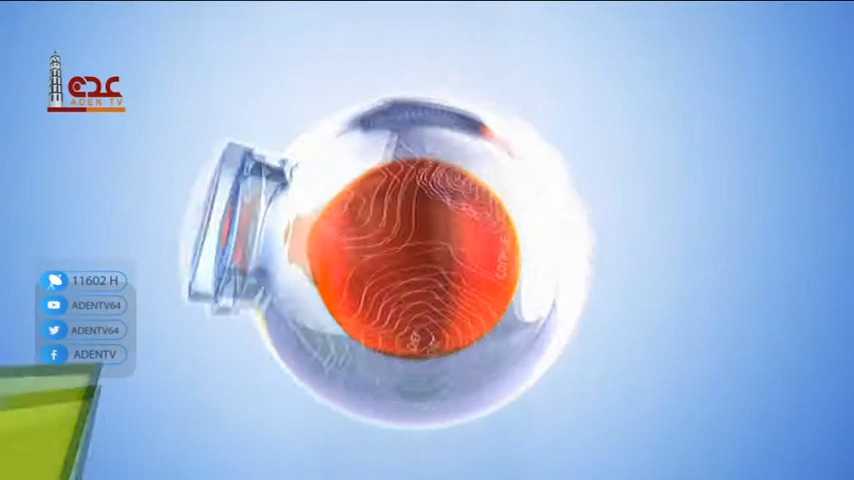 عدن
ADEN TV
11602 H
ADENTV64
ADENTV64
ADENTV